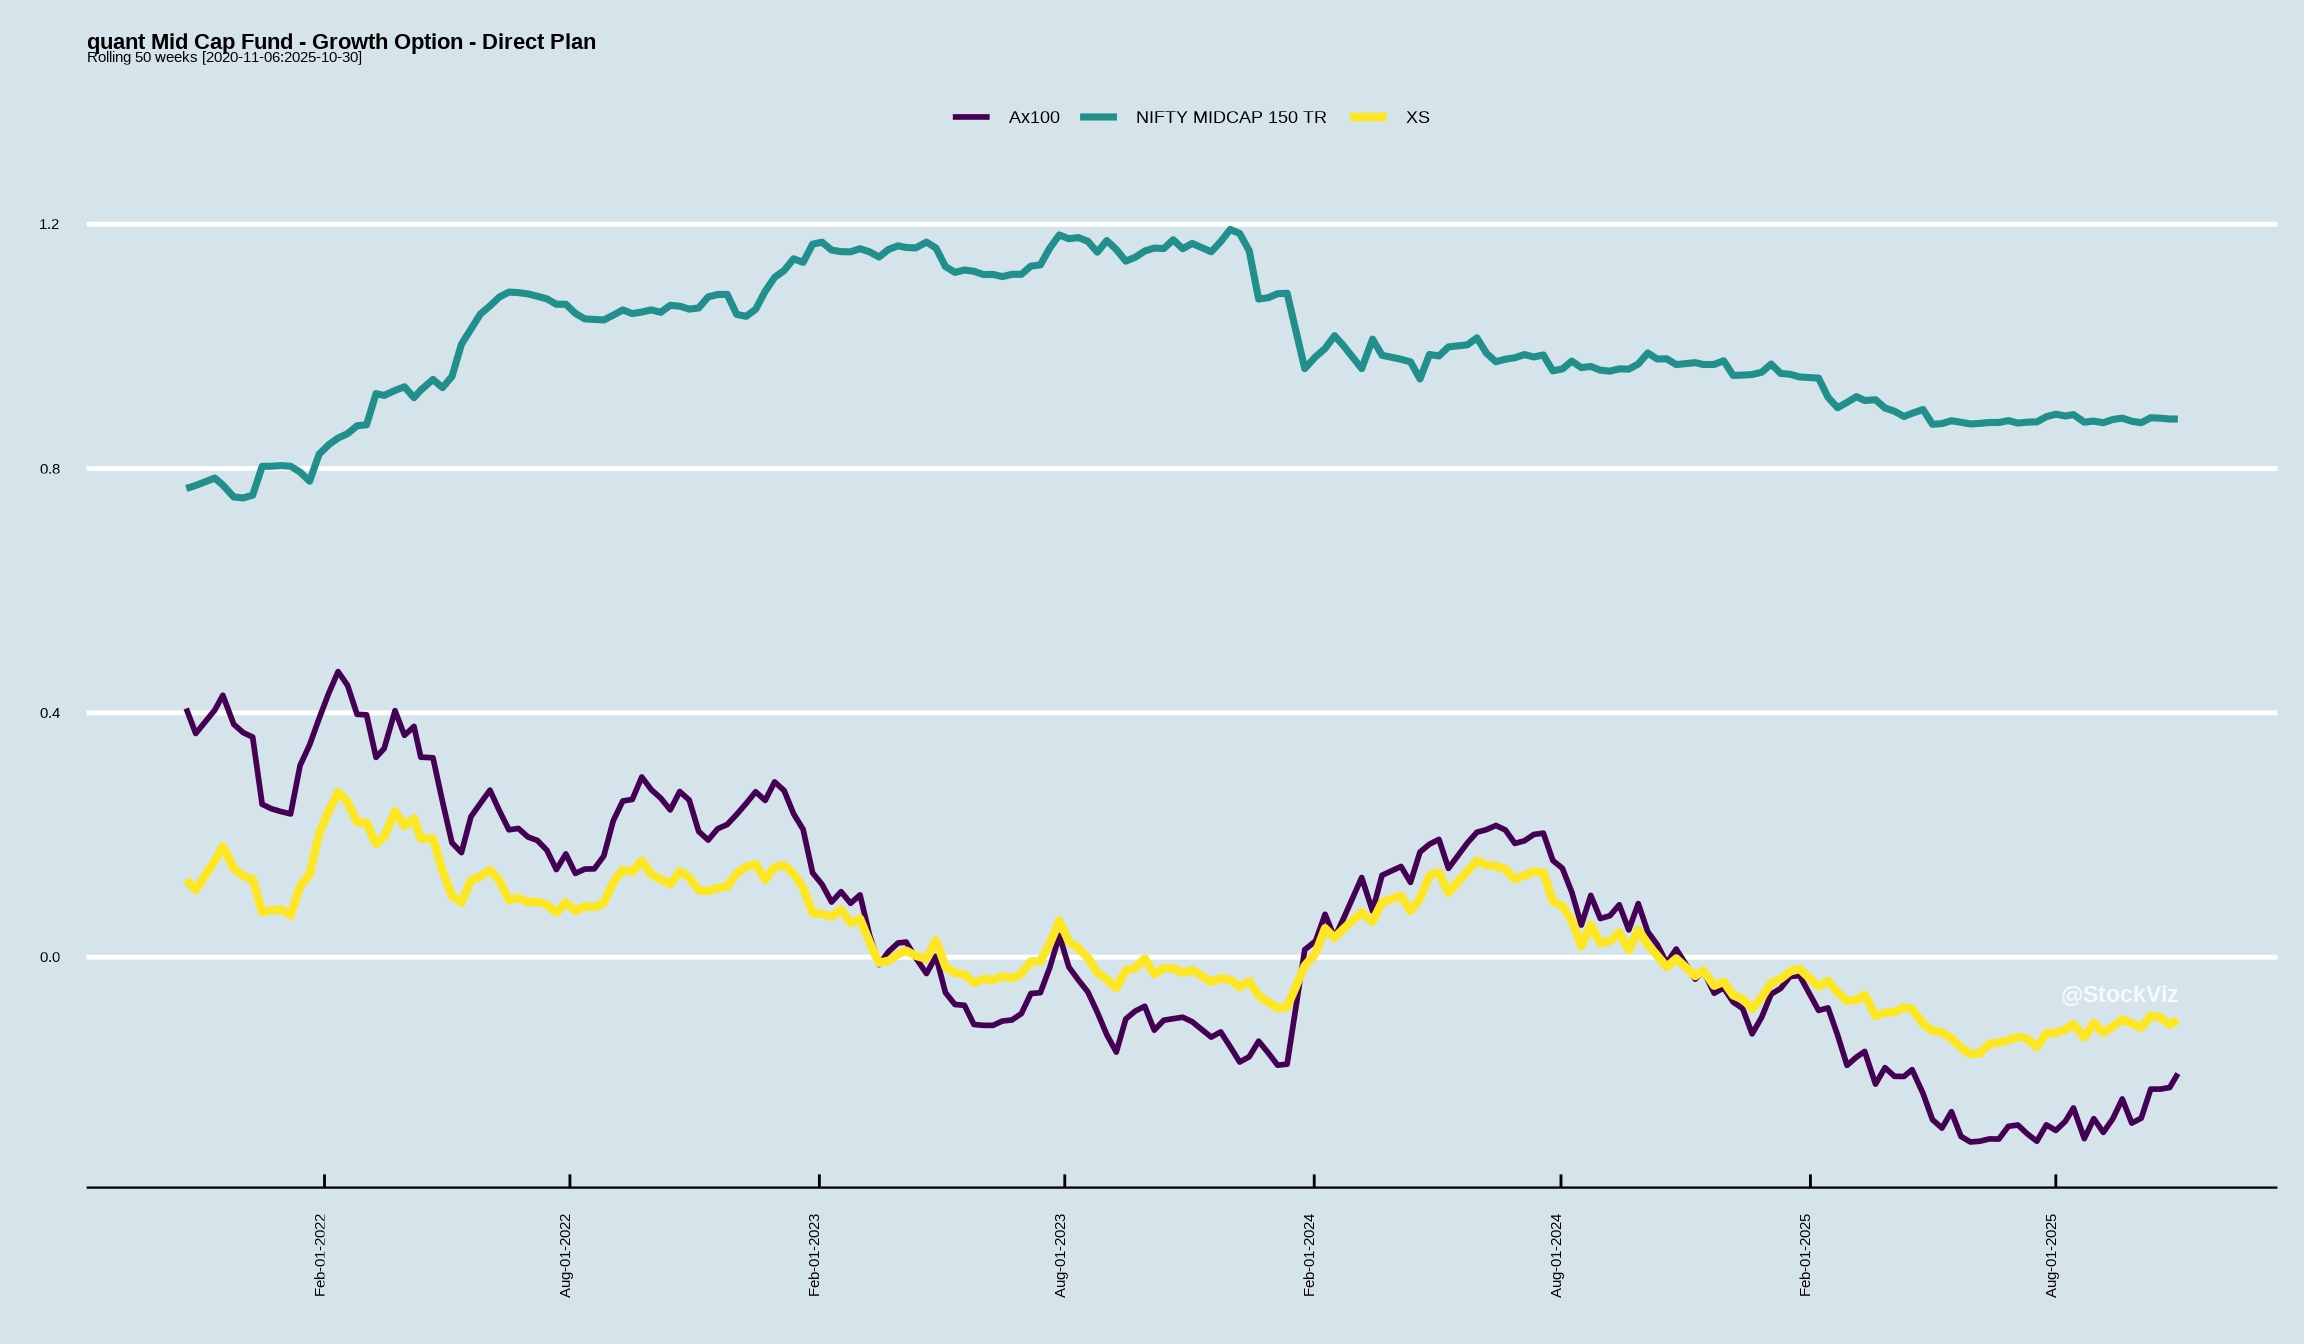 quant Mid Cap Fund - Growth Option - Direct Plan
Rolling 50 weeks [2020-11-06:2025-10-30]
Ax100 NIFTY MIDCAP 150 TR XS
1.2
0.8
0.4
0.0
@StockViz
Feb-01-2022
Aug-01-2022
Feb-01-2023
Aug-01-2023
Feb-01-2024
Aug-01-2024
Feb-01-2025
Aug-01-2025